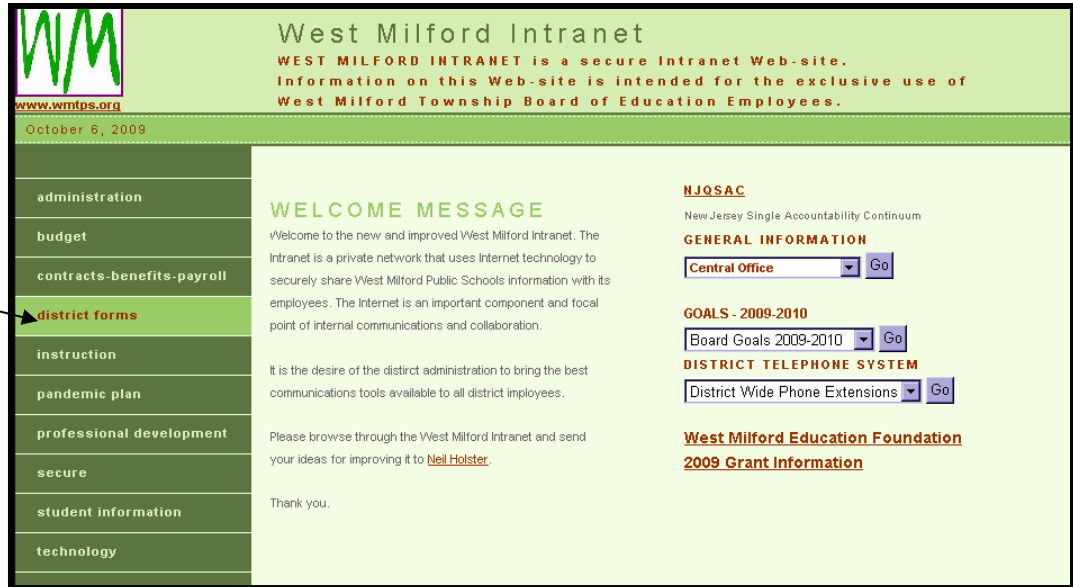 WM
www.wmtps.org
West Milford Intranet
WEST MILFORD INTRANET is a secure Intranet Web-site.
Information on this Web-site is intended for the exclusive use of
West Milford Township Board of Education Employees.
October 6, 2009
administration
budget
contracts-benefits-payroll
district forms
instruction
pandemic plan
professional development
secure
student information
technology
WELCOME MESSAGE
Welcome to the new and improved West Milford Intranet. The
Intranet is a private network that uses Internet technology to
securely share West Milford Public Schools information with its
employees. The Internet is an important component and focal
point of internal communications and collaboration.
It is the desire of the distirct administration to bring the best
communications tools available to all district imployees.
Please browse through the West Milford Intranet and send
your ideas for improving it to Neil Holster.
Thank you.
NJQSAC
New Jersey Single Accountability Continuum
GENERAL INFORMATION
Central Office Go
GOALS - 2009-2010
Board Goals 2009-2010 Go
DISTRICT TELEPHONE SYSTEM
District Wide Phone Extensions Go
West Milford Education Foundation
2009 Grant Information